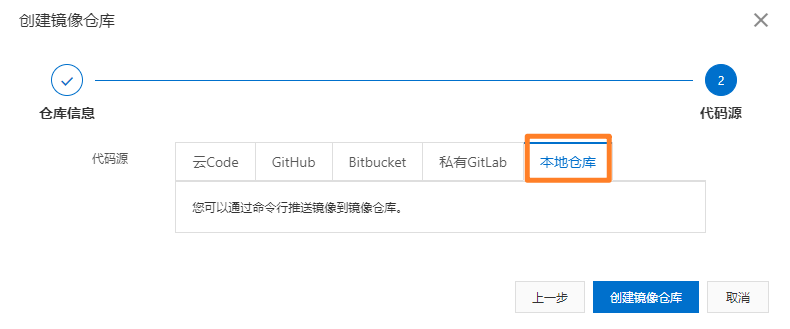 创建镜像仓库
2
仓库信息 代码源
代码源 云Code GitHub Bitbucket 私有GitLab 本地仓库
您可以通过命令行推送镜像到镜像仓库。
上一步 创建镜像仓库 取消